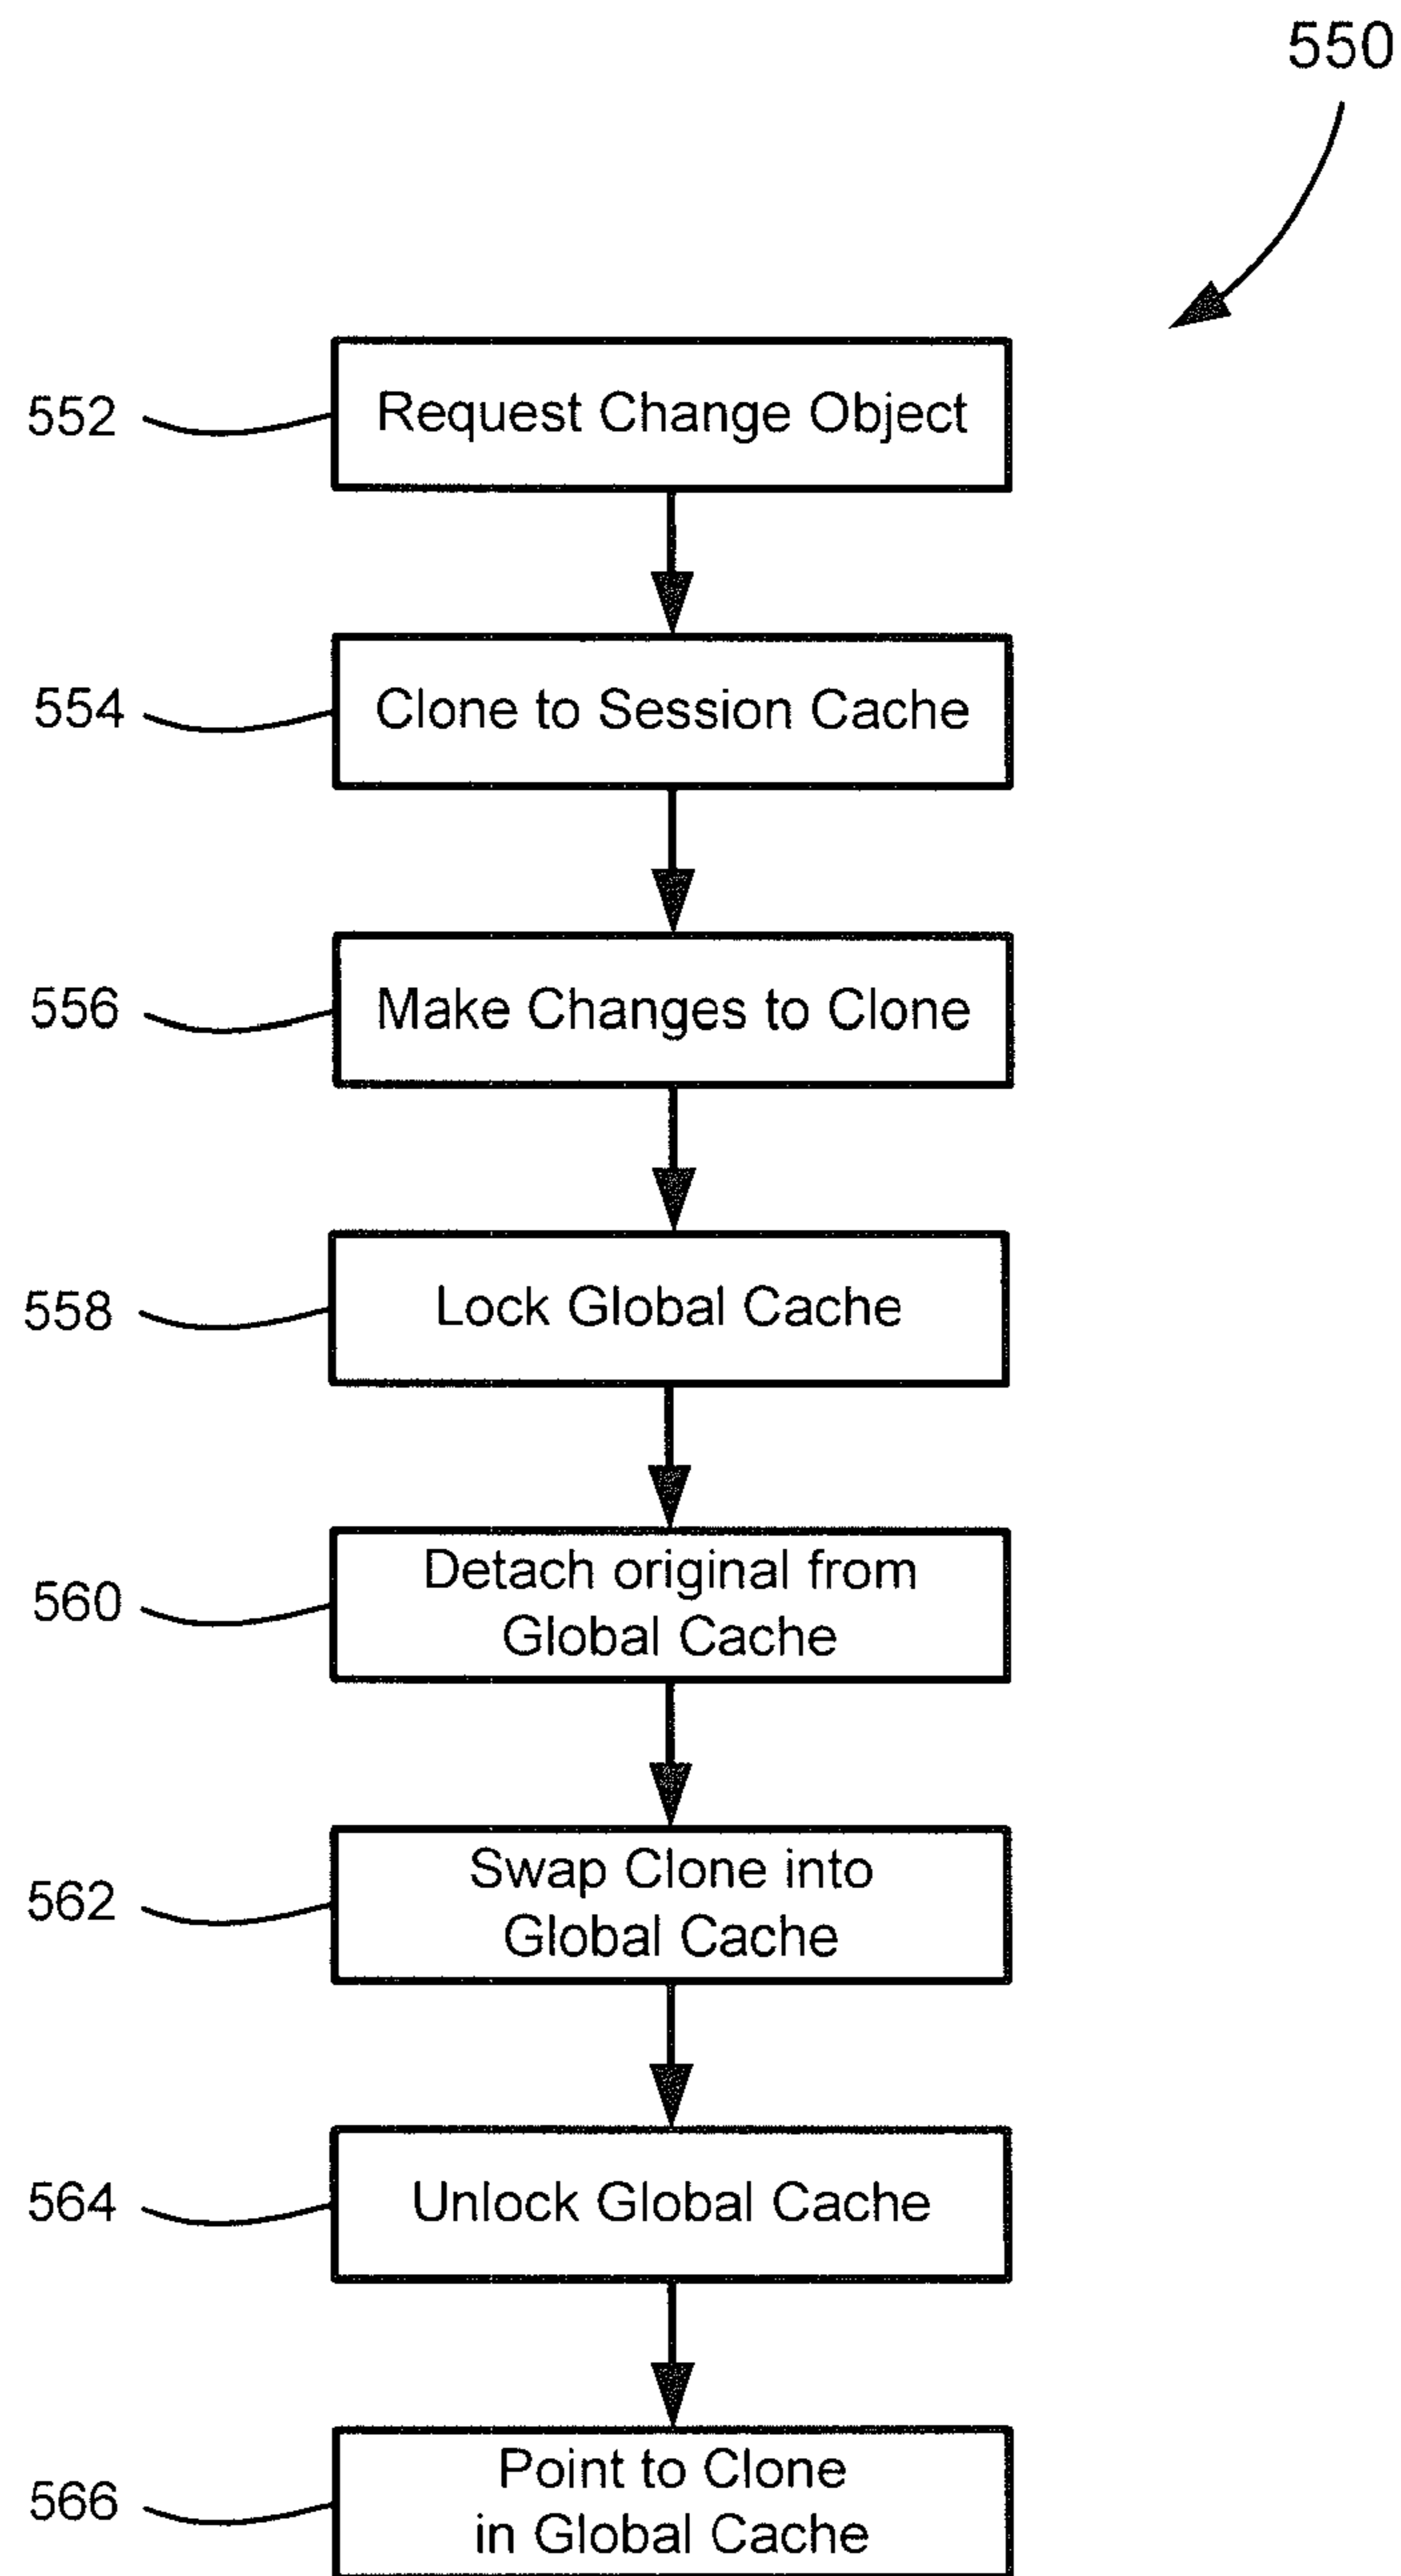 550
552
Request Change Object
554
Clone to Session Cache
556
Make Changes to Clone
558
Lock Global Cache
560
Detach original from
Global Cache
562
Swap Clone into
Global Cache
564
Unlock Global Cache
566
Point to Clone
in Global Cache